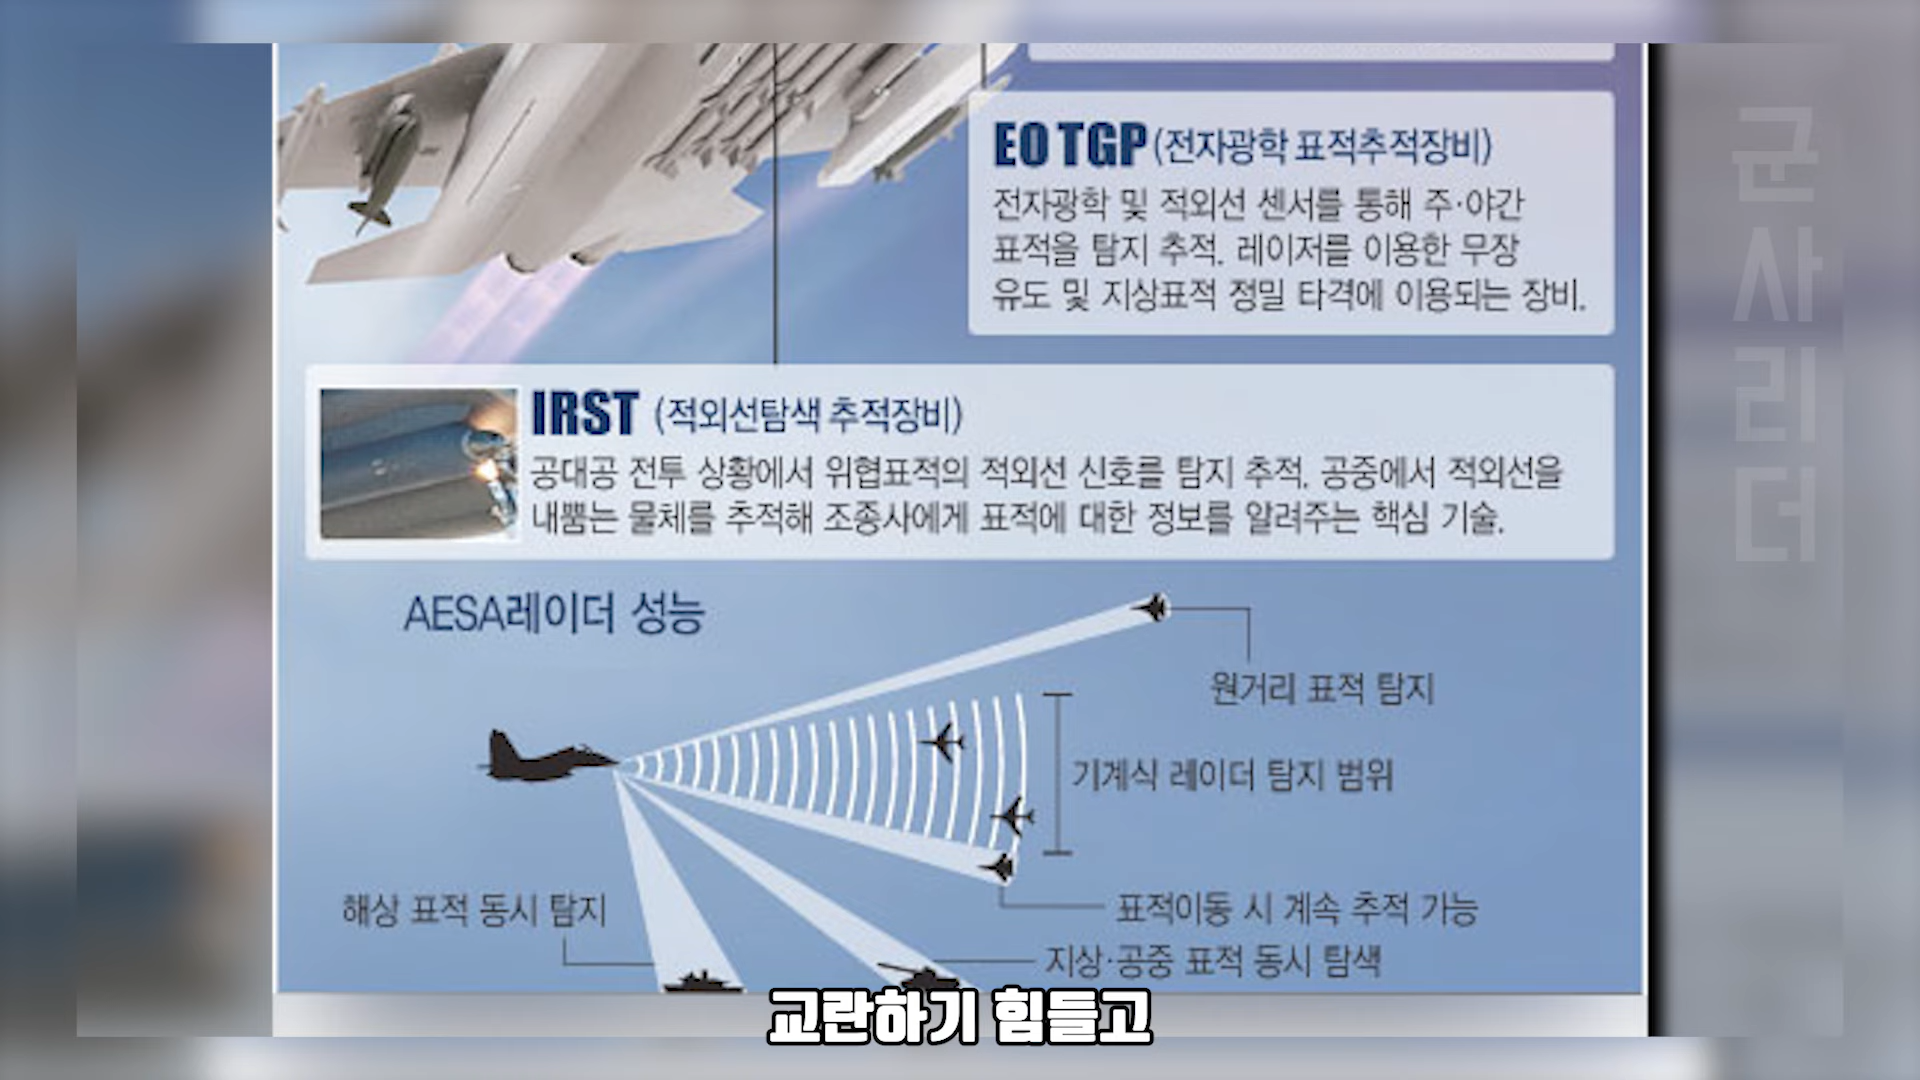 EO TGP (전자광학 표적추적장비)
전자광학 및 적외선 센서를 통해 주·야간
표적을 탐지 추적. 레이저를 이용한 무장
유도 및 지상표적 정밀 타격에 이용되는 장비.
IRST (적외선탐색 추적장비)
공대공 전투 상황에서 위협표적의 적외선 신호를 탐지 추적. 공중에서 적외선을
내뿜는 물체를 추적해 조종사에게 표적에 대한 정보를 알려주는 핵심 기술.
AESA레이더 성능
원거리 표적 탐지
기계식 레이더 탐지 범위
해상 표적 동시 탐지
표적이동 시 계속 추적 가능
지상·공중 표적 동시 탐색
교란하기 힘들고
군사리더